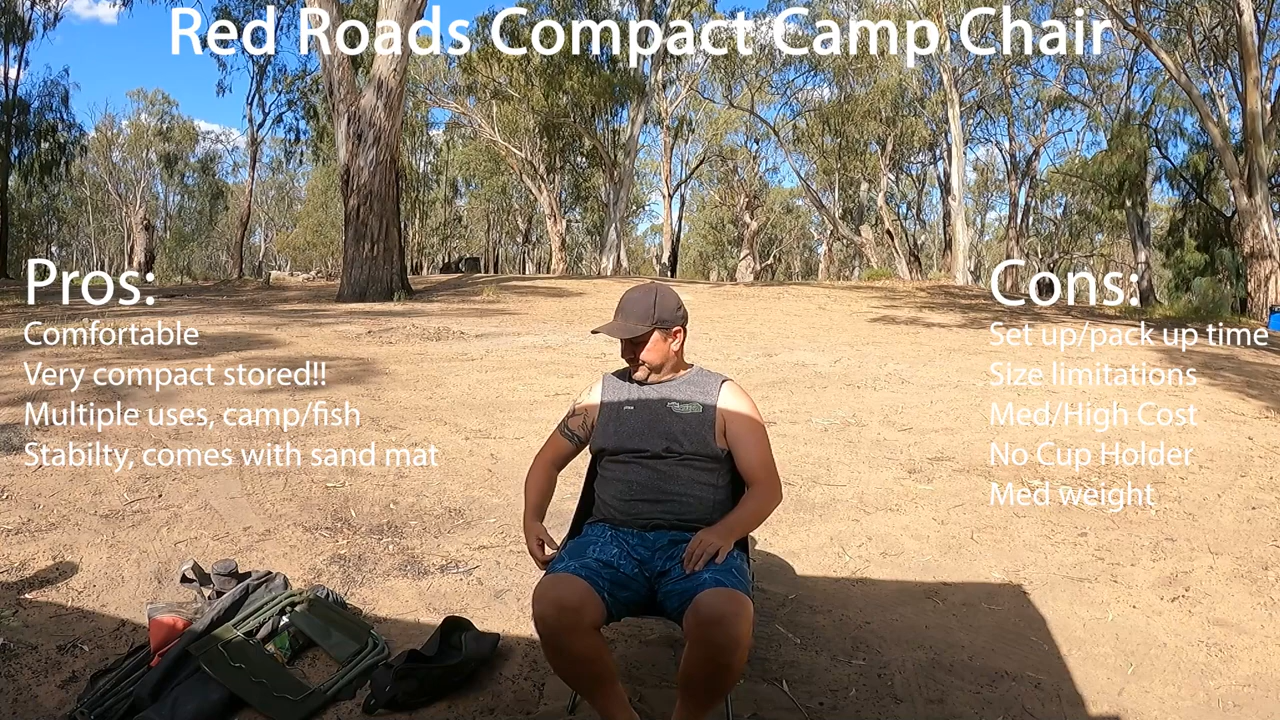 Red Roads Compact Camp Chair
Pros:
Comfortable
Very compact stored!!
Multiple uses, camp/fish
Stabilty, comes with sand mat
Cons:
Set up/pack up time
Size limitations
Med/High Cost
No Cup Holder
Med weight